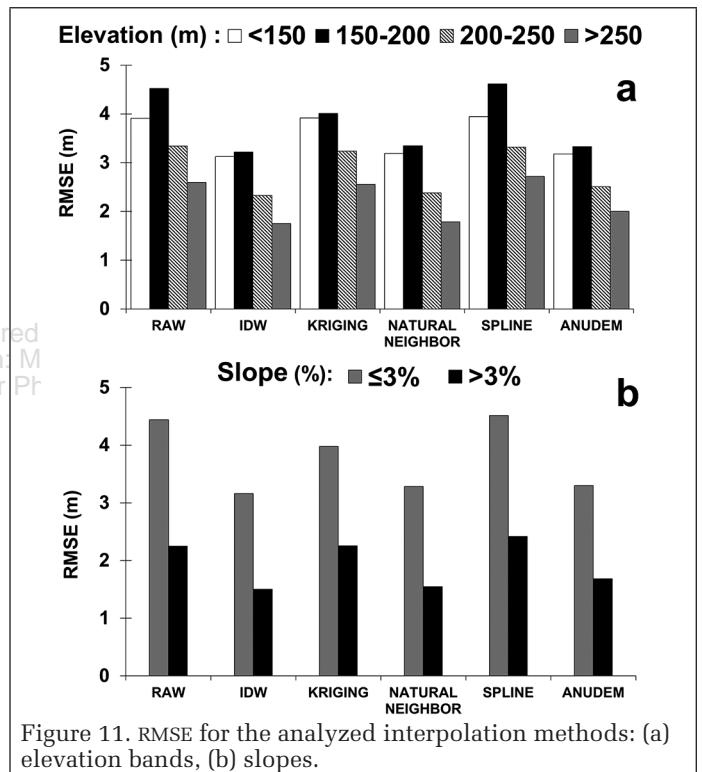 Elevation (m) : <150 150-200 200-250 >250
a
RMSE (m)
5
4
3
2
1
0
RAW IDW KRIGING NATURAL NEIGHBOR SPLINE ANUDEM
red
a: M
r Ph
Slope (%): ≤3% >3%
b
RMSE (m)
5
4
3
2
1
0
RAW IDW KRIGING NATURAL NEIGHBOR SPLINE ANUDEM
Figure 11. RMSE for the analyzed interpolation methods: (a)
elevation bands, (b) slopes.